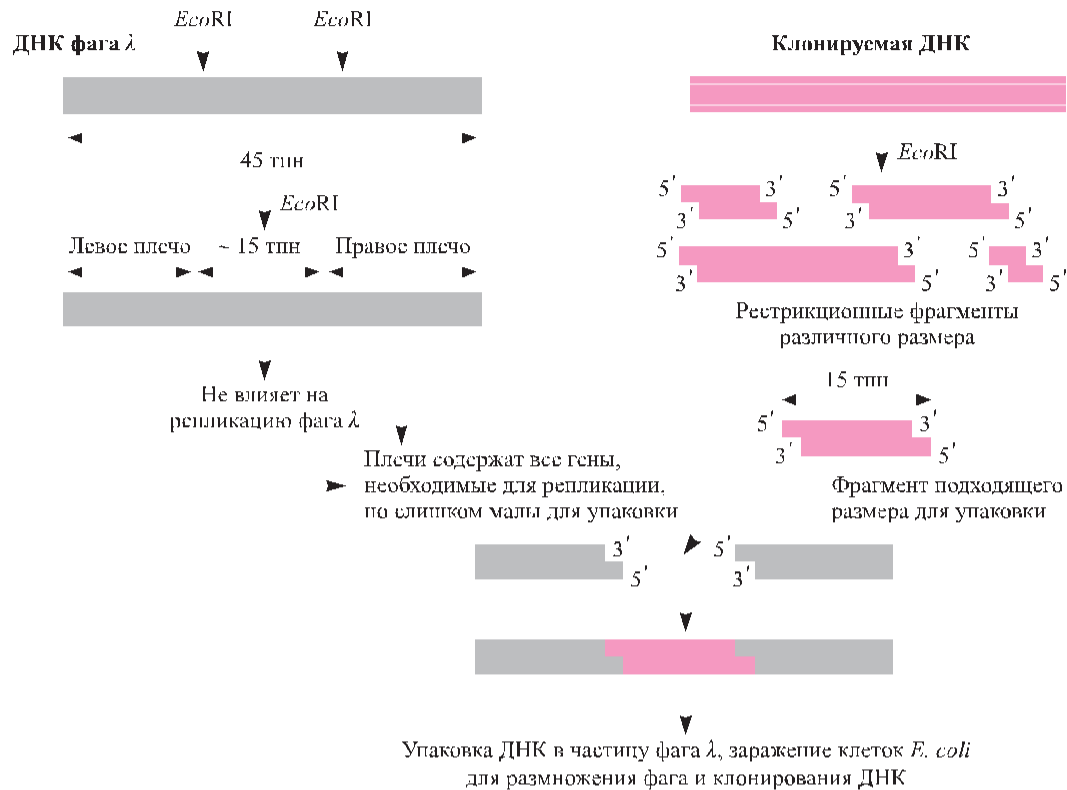 EcoRI
EcoRI
ДНК фага λ
45 тпн
EcoRI
Левое плечо
~ 15 тпн
Правое плечо
Не влияет на
репликацию фага λ
Плечи содержат все гены,
необходимые для репликации,
но слишком малы для упаковки
Клонируемая ДНК
EcoRI
5′ 3′
3′ 5′
5′ 3′
3′ 5′
5′ 3′
3′ 5′
5′ 3′
3′ 5′
Рестрикционные фрагменты
различного размера
15 тпн
5′ 3′
3′ 5′
Фрагмент подходящего
размера для упаковки
3′ 5′
5′ 3′
Упаковка ДНК в частицу фага λ, заражение клеток E. coli
для размножения фага и клонирования ДНК